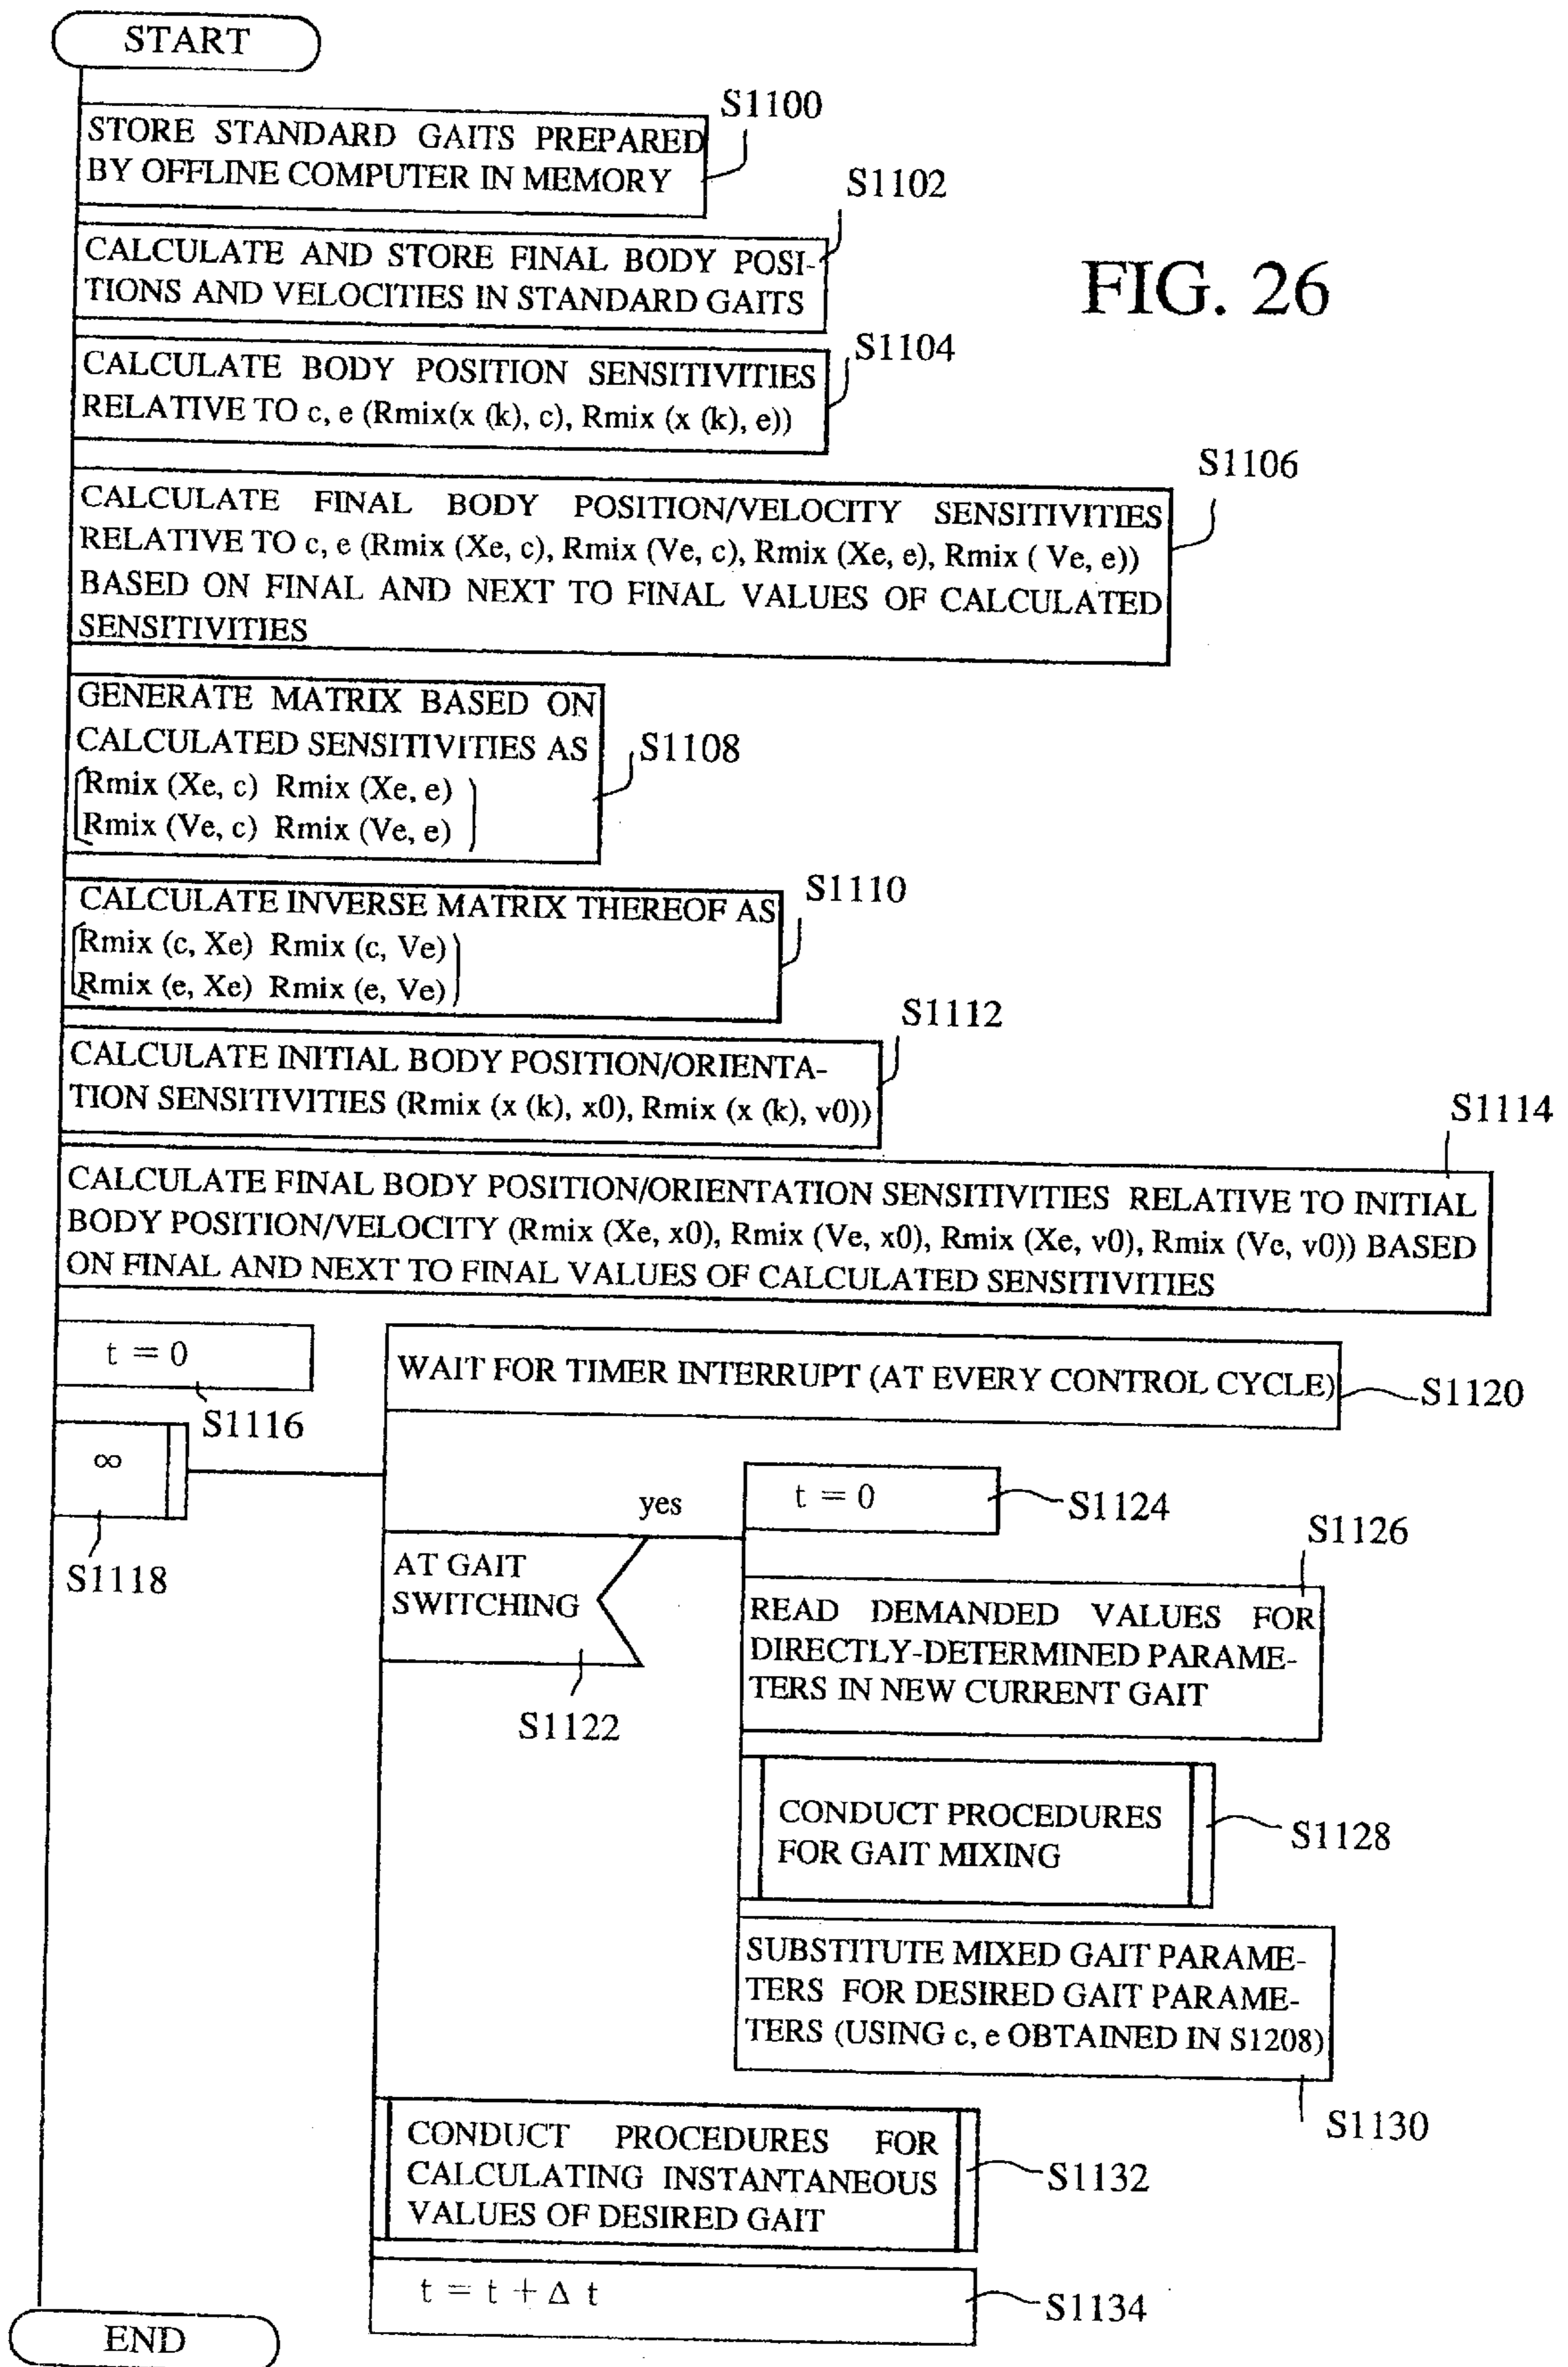 START
S1100
STORE STANDARD GAITS PREPARED
BY OFFLINE COMPUTER IN MEMORY
S1102
CALCULATE AND STORE FINAL BODY POSI-
TIONS AND VELOCITIES IN STANDARD GAITS
FIG. 26
S1104
CALCULATE BODY POSITION SENSITIVITIES
RELATIVE TO c, e (Rmix(x (k), c), Rmix (x (k), e))
S1106
CALCULATE FINAL BODY POSITION/VELOCITY SENSITIVITIES
RELATIVE TO c, e (Rmix (Xe, c), Rmix (Ve, c), Rmix (Xe, e), Rmix ( Ve, e))
BASED ON FINAL AND NEXT TO FINAL VALUES OF CALCULATED
SENSITIVITIES
GENERATE MATRIX BASED ON
CALCULATED SENSITIVITIES AS
S1108
Rmix (Xe, c) Rmix (Xe, e)
Rmix (Ve, c) Rmix (Ve, e)
S1110
CALCULATE INVERSE MATRIX THEREOF AS
Rmix (c, Xe) Rmix (c, Ve)
Rmix (e, Xe) Rmix (e, Ve)
S1112
CALCULATE INITIAL BODY POSITION/ORIENTA-
TION SENSITIVITIES (Rmix (x (k), x0), Rmix (x (k), v0))
S1114
CALCULATE FINAL BODY POSITION/ORIENTATION SENSITIVITIES RELATIVE TO INITIAL
BODY POSITION/VELOCITY (Rmix (Xe, x0), Rmix (Ve, x0), Rmix (Xe, v0), Rmix (Ve, v0)) BASED
ON FINAL AND NEXT TO FINAL VALUES OF CALCULATED SENSITIVITIES
t = 0
S1116
WAIT FOR TIMER INTERRUPT (AT EVERY CONTROL CYCLE)
S1120
∞
S1118
yes
t = 0
S1124
AT GAIT
SWITCHING
S1122
S1126
READ DEMANDED VALUES FOR
DIRECTLY-DETERMINED PARAME-
TERS IN NEW CURRENT GAIT
CONDUCT PROCEDURES
FOR GAIT MIXING
S1128
SUBSTITUTE MIXED GAIT PARAME-
TERS FOR DESIRED GAIT PARAME-
TERS (USING c, e OBTAINED IN S1208)
S1130
CONDUCT PROCEDURES FOR
CALCULATING INSTANTANEOUS
VALUES OF DESIRED GAIT
S1132
t = t + Δ t
S1134
END